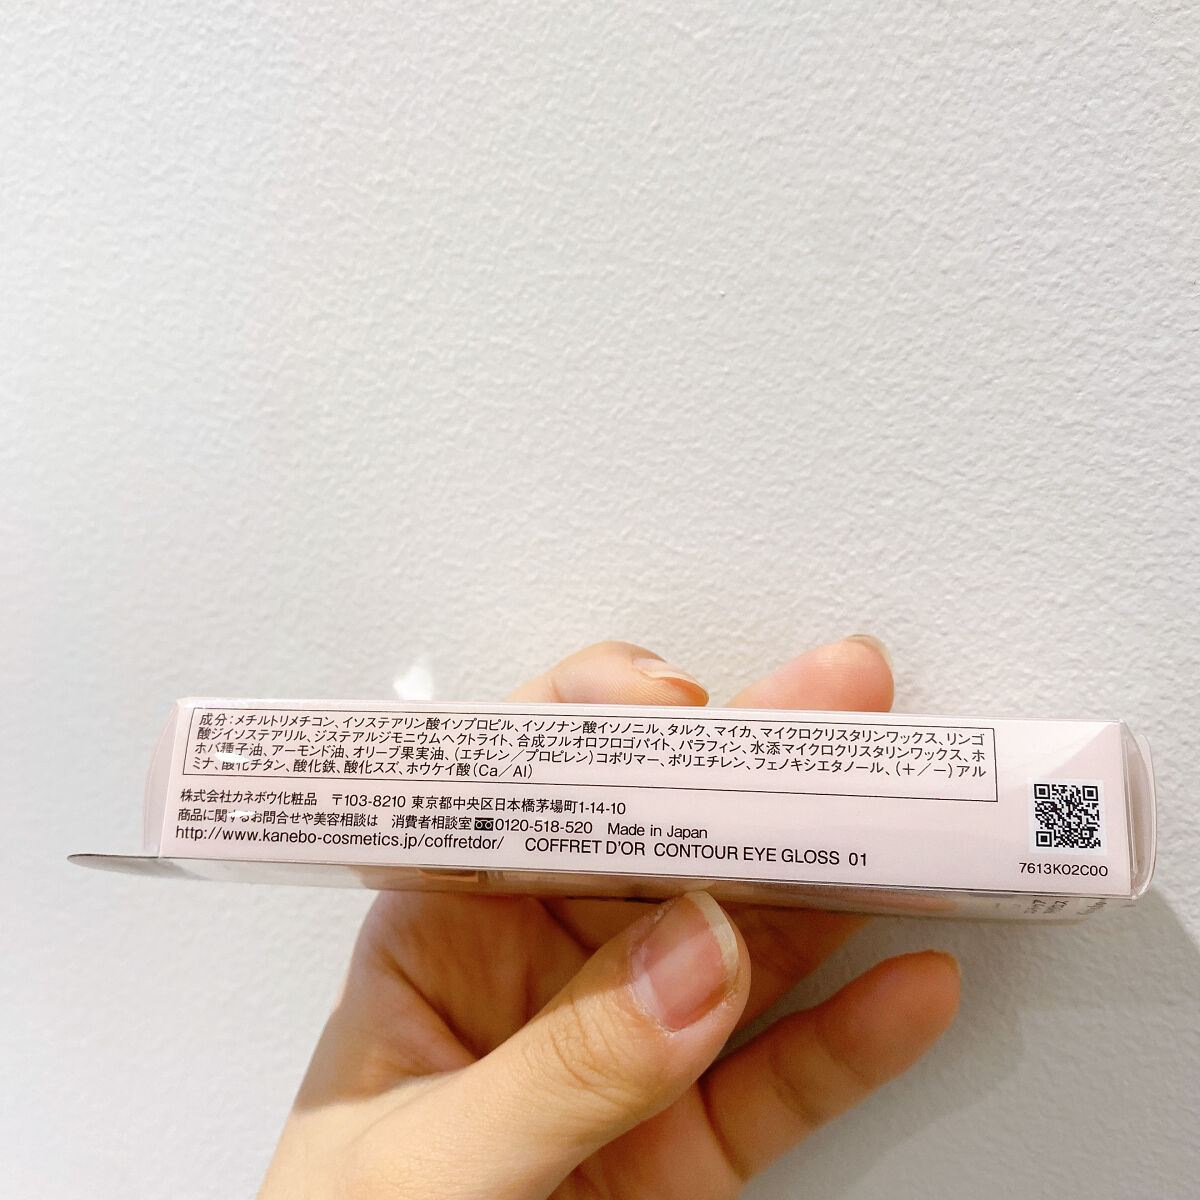 成分:メチルトリメチコン、イソステアリン酸イソプロピル、イソノナン酸イソノニル、タルク、マイカ、マイクロクリスタリンワックス、リンゴ
酸ジイソステアリル、ジステアルジモニウムヘクトライト、合成フルオロフロゴパイト、パラフィン、水添マイクロクリスタリンワックス、ホ
ホバ種子油、アーモンド油、オリーブ果実油、(エチレン/プロピレン)コポリマー、ポリエチレン、フェノキシエタノール、(+/-)アル
ミナ、酸化チタン、酸化鉄、酸化スズ、ホウケイ酸(Ca/Al)
株式会社カネボウ化粧品 〒103-8210 東京都中央区日本橋茅場町1-14-10
商品に関するお問合せや美容相談は 消費者相談室 0120-518-520 Made in Japan
http://www.kanebo-cosmetics.jp/coffretdor/ COFFRET D'OR CONTOUR EYE GLOSS 01
7613K02C00